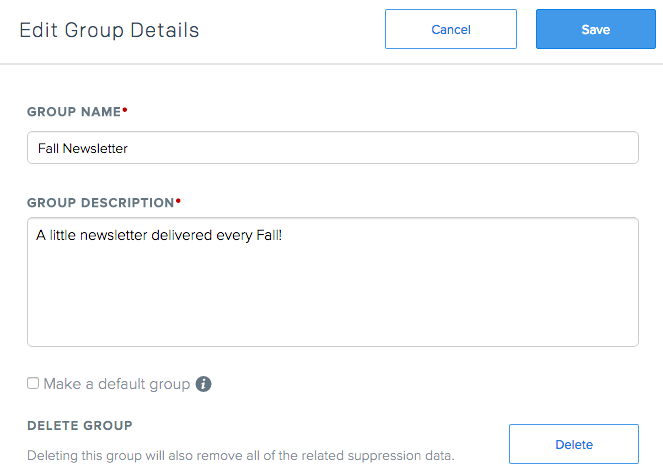 Edit Group Details
Cancel
Save
GROUP NAME•
Fall Newsletter
GROUP DESCRIPTION•
A little newsletter delivered every Fall!
Make a default group i
DELETE GROUP
Deleting this group will also remove all of the related suppression data.
Delete